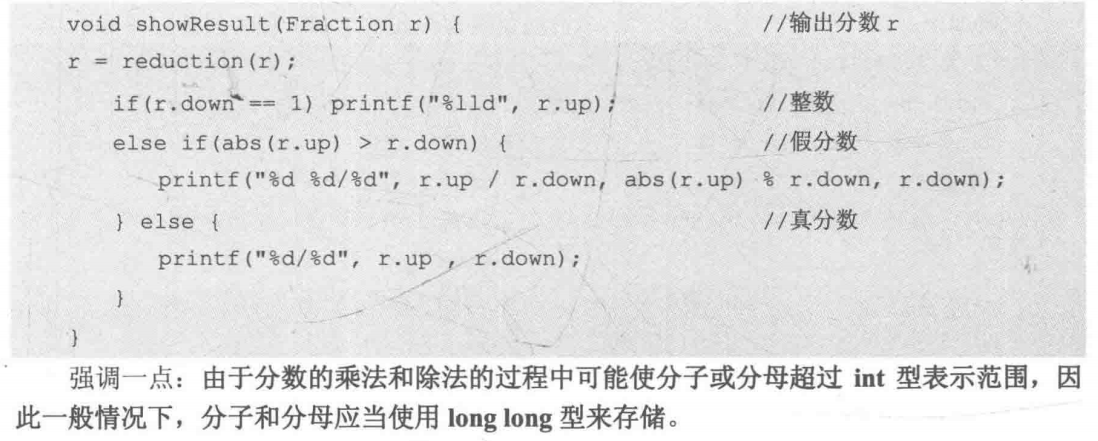 void showResult(Fraction r) { //输出分数 r
r = reduction(r);
if(r.down == 1) printf("%lld", r.up); //整数
else if(abs(r.up) > r.down) { //假分数
printf("%d %d/%d", r.up / r.down, abs(r.up) % r.down, r.down);
} else { //真分数
printf("%d/%d", r.up , r.down);
}
}
强调一点：由于分数的乘法和除法的过程中可能使分子或分母超过 int 型表示范围，因
此一般情况下，分子和分母应当使用 long long 型来存储。